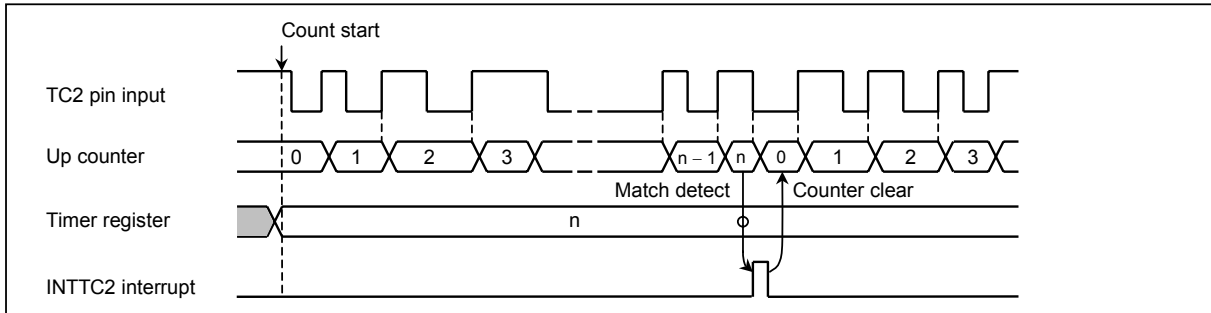 Count start
TC2 pin input
Up counter 0 1 2 3 n – 1 n 0 1 2 3
Match detect Counter clear
Timer register n
INTTC2 interrupt